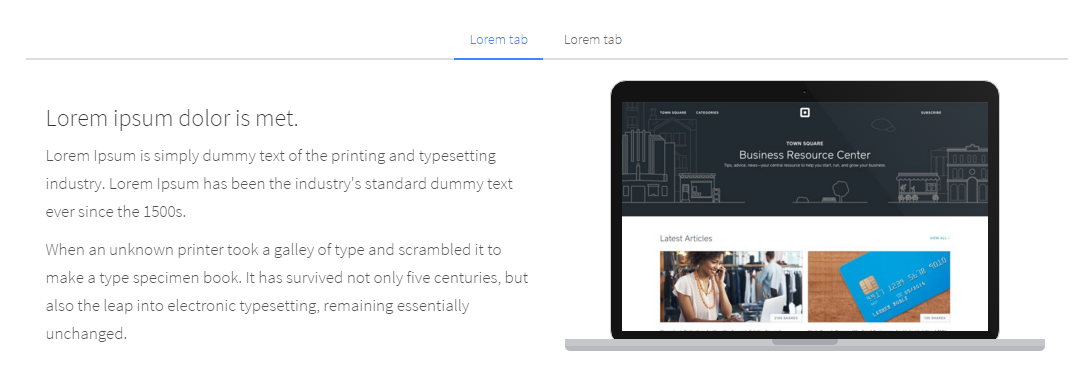 Lorem tab
Lorem tab
Lorem ipsum dolor is met.
Lorem Ipsum is simply dummy text of the printing and typesetting
industry. Lorem Ipsum has been the industry's standard dummy text
ever since the 1500s.
When an unknown printer took a galley of type and scrambled it to
make a type specimen book. It has survived not only five centuries, but
also the leap into electronic typesetting, remaining essentially
unchanged.
TOWN SQUARE
CATEGORIES
SUBSCRIBE
TOWN SQUARE
Business Resource Center
Tips, advice, news—your central resource to help you start, run, and grow your business.
Latest Articles
VIEW ALL